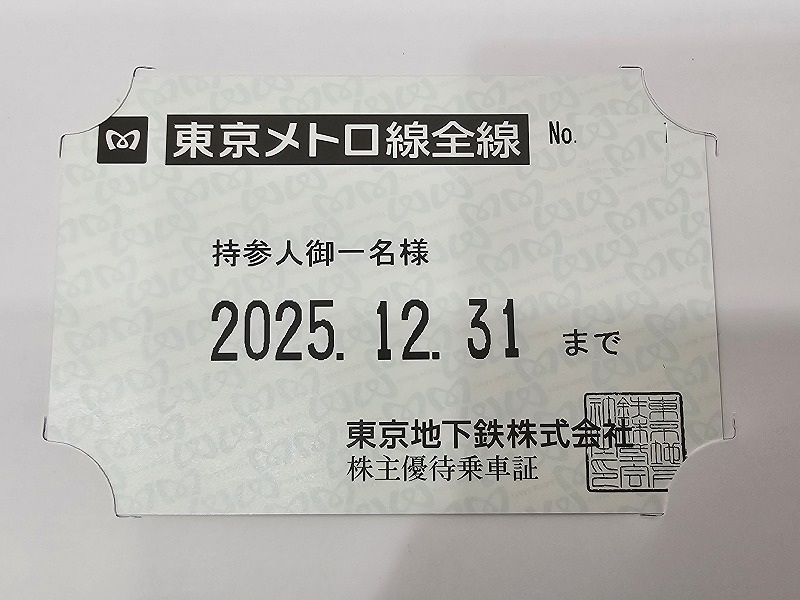 東京メトロ線全線 No. 1
持参人御一名様
2025.12.31 まで
東京地下鉄株式会社
株主優待乗車証